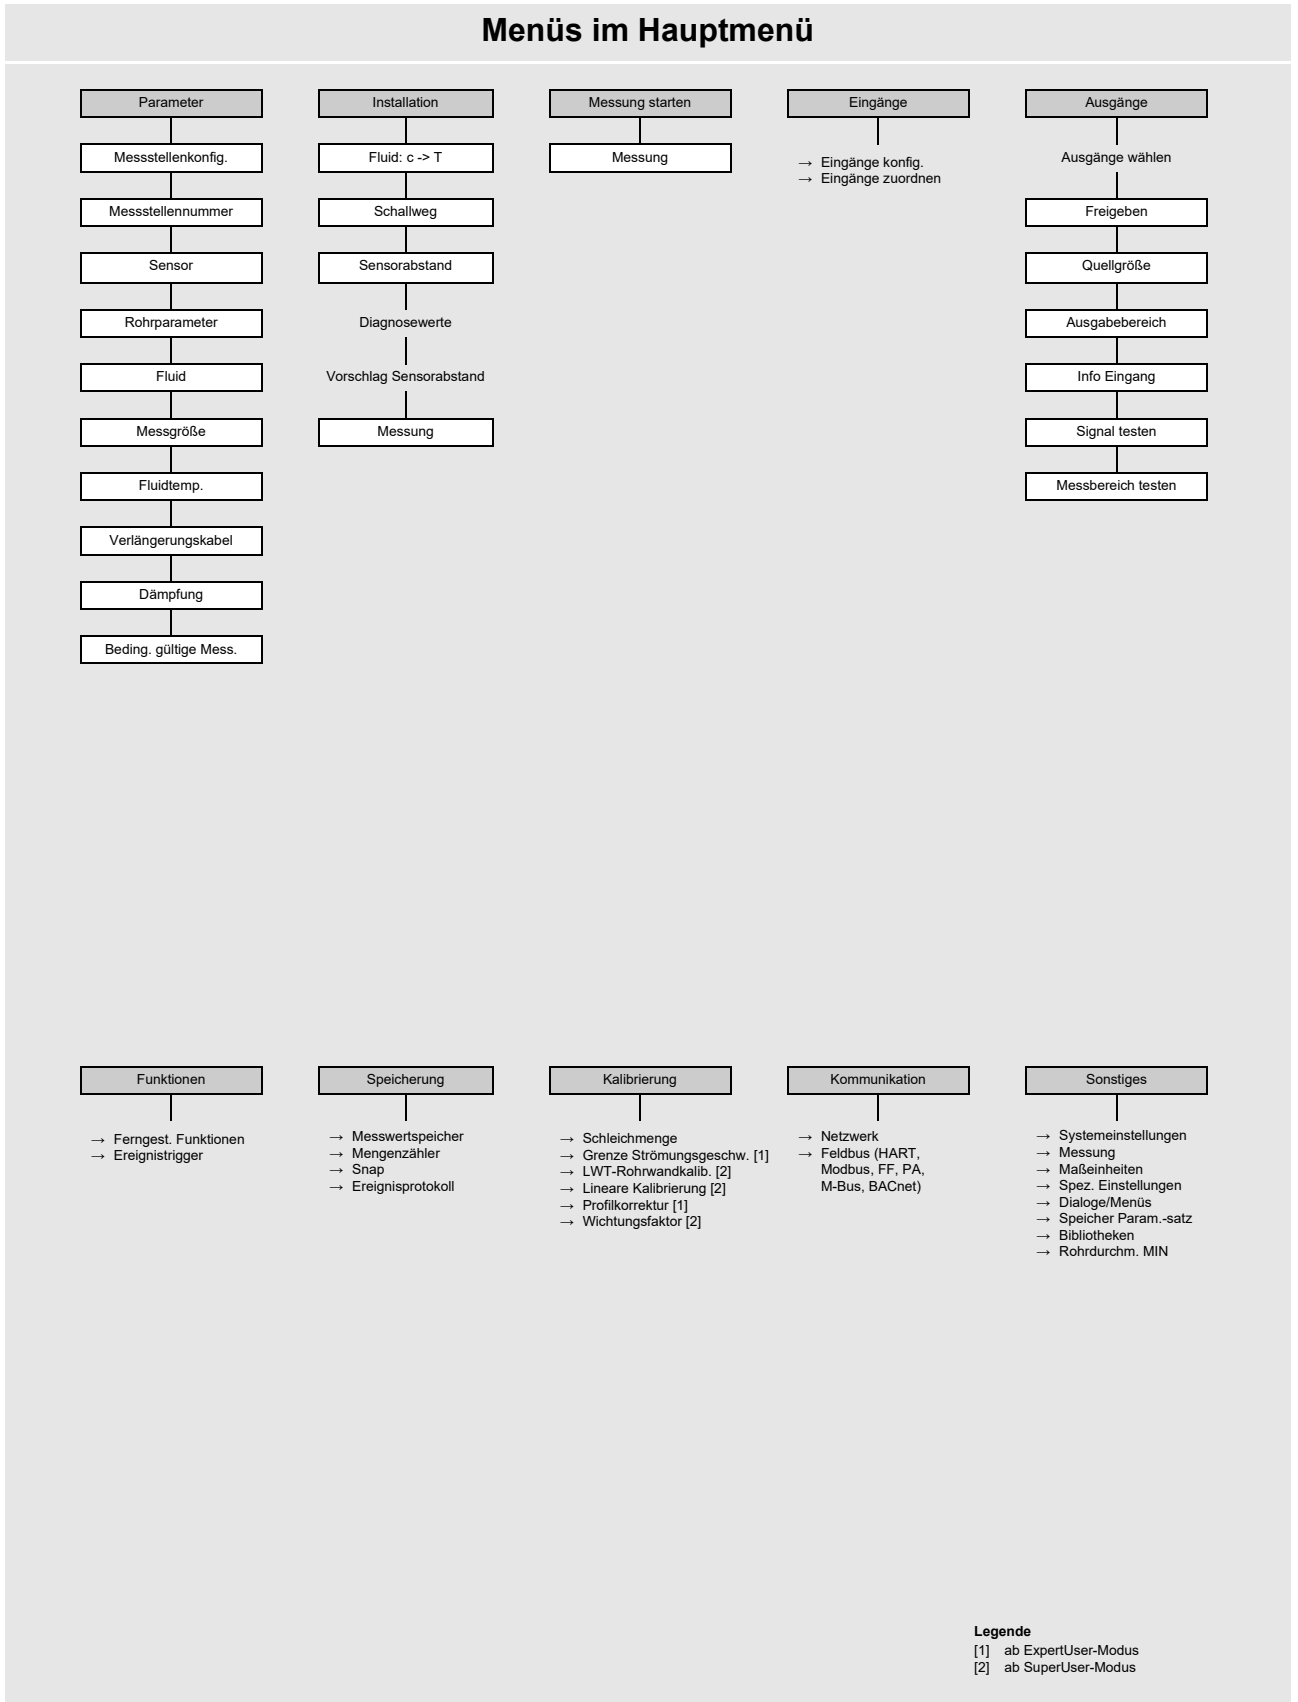 Menüs im Hauptmenü
Parameter
Messstellenkonfig.
Messstellennummer
Sensor
Rohrparameter
Fluid
Messgröße
Fluidtemp.
Verlängerungskabel
Dämpfung
Beding. gültige Mess.
Installation
Fluid: c -> T
Schallweg
Sensorabstand
Diagnosewerte
Vorschlag Sensorabstand
Messung
Messung starten
Messung
Eingänge
→ Eingänge konfig.
→ Eingänge zuordnen
Ausgänge
Ausgänge wählen
Freigeben
Quellgröße
Ausgabebereich
Info Eingang
Signal testen
Messbereich testen
Funktionen
→ Ferngest. Funktionen
→ Ereignistrigger
Speicherung
→ Messwertspeicher
→ Mengenzähler
→ Snap
→ Ereignisprotokoll
Kalibrierung
→ Schleichmenge
→ Grenze Strömungsgeschw. [1]
→ LWT-Rohrwandkalib. [2]
→ Lineare Kalibrierung [2]
→ Profilkorrektur [1]
→ Wichtungsfaktor [2]
Kommunikation
→ Netzwerk
→ Feldbus (HART,
Modbus, FF, PA,
M-Bus, BACnet)
Sonstiges
→ Systemeinstellungen
→ Messung
→ Maßeinheiten
→ Spez. Einstellungen
→ Dialoge/Menüs
→ Speicher Param.-satz
→ Bibliotheken
→ Rohrdurchm. MIN
Legende
[1] ab ExpertUser-Modus
[2] ab SuperUser-Modus